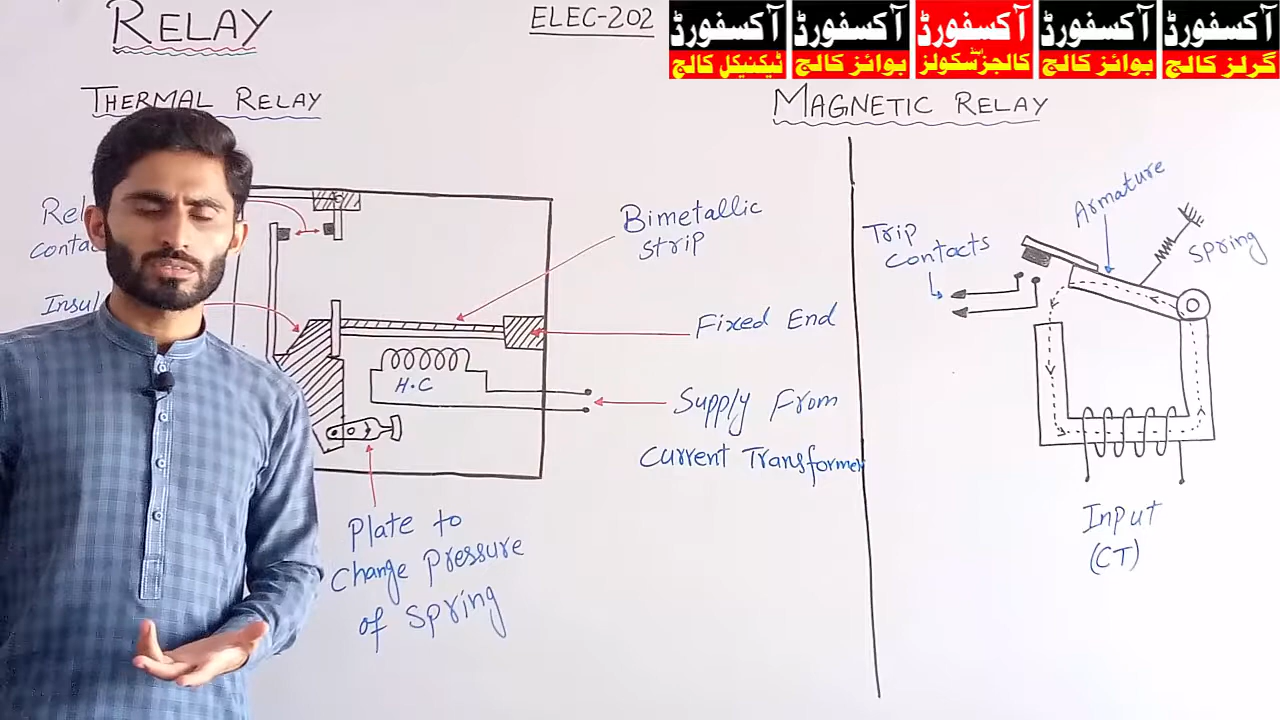 RELAY
ELEC-202
آکسفورڈ
ٹیکنیکل کالج
آکسفورڈ
بوائز کالج
آکسفورڈ
کالجز اینڈ سکولز
آکسفورڈ
بوائز کالج
آکسفورڈ
گرلز کالج
THERMAL RELAY
MAGNETIC RELAY
Bimetallic
strip
Fixed End
H.C
Supply From
Current Transformer
Plate to
Change Pressure
of Spring
Armature
Spring
Trip
Contacts
Input
(CT)